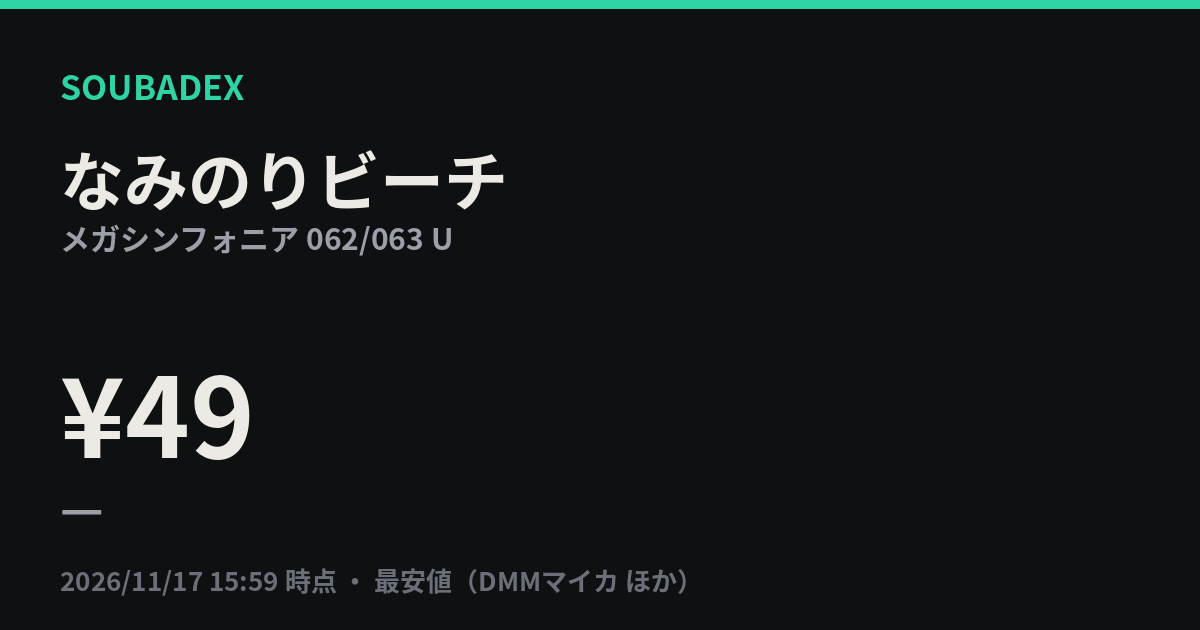 SOUBADEX
なみのりビーチ
メガシンフォニア 062/063 U
¥49
—
2026/11/17 15:59 時点 ・ 最安値（DMMマイカ ほか）